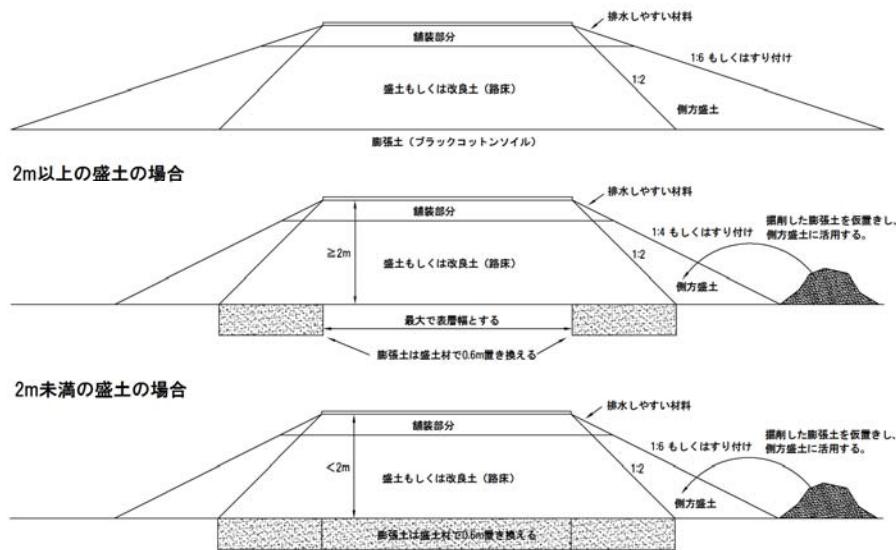 排水しやすい材料
舗装部分
1:6 もしくはすり付け
盛土もしくは改良土（路床）
1:2
側方盛土
膨張土（ブラックコットンソイル）
2m以上の盛土の場合
排水しやすい材料
舗装部分
1:4 もしくはすり付け
掘削した膨張土を仮置きし、
側方盛土に活用する。
≧2m
盛土もしくは改良土（路床）
1:2
側方盛土
最大で表層幅とする
膨張土は盛土材で0.6m置き換える
2m未満の盛土の場合
排水しやすい材料
舗装部分
1:6 もしくはすり付け
掘削した膨張土を仮置きし、
側方盛土に活用する。
<2m
盛土もしくは改良土（路床）
1:2
側方盛土
膨張土は盛土材で0.6m置き換える